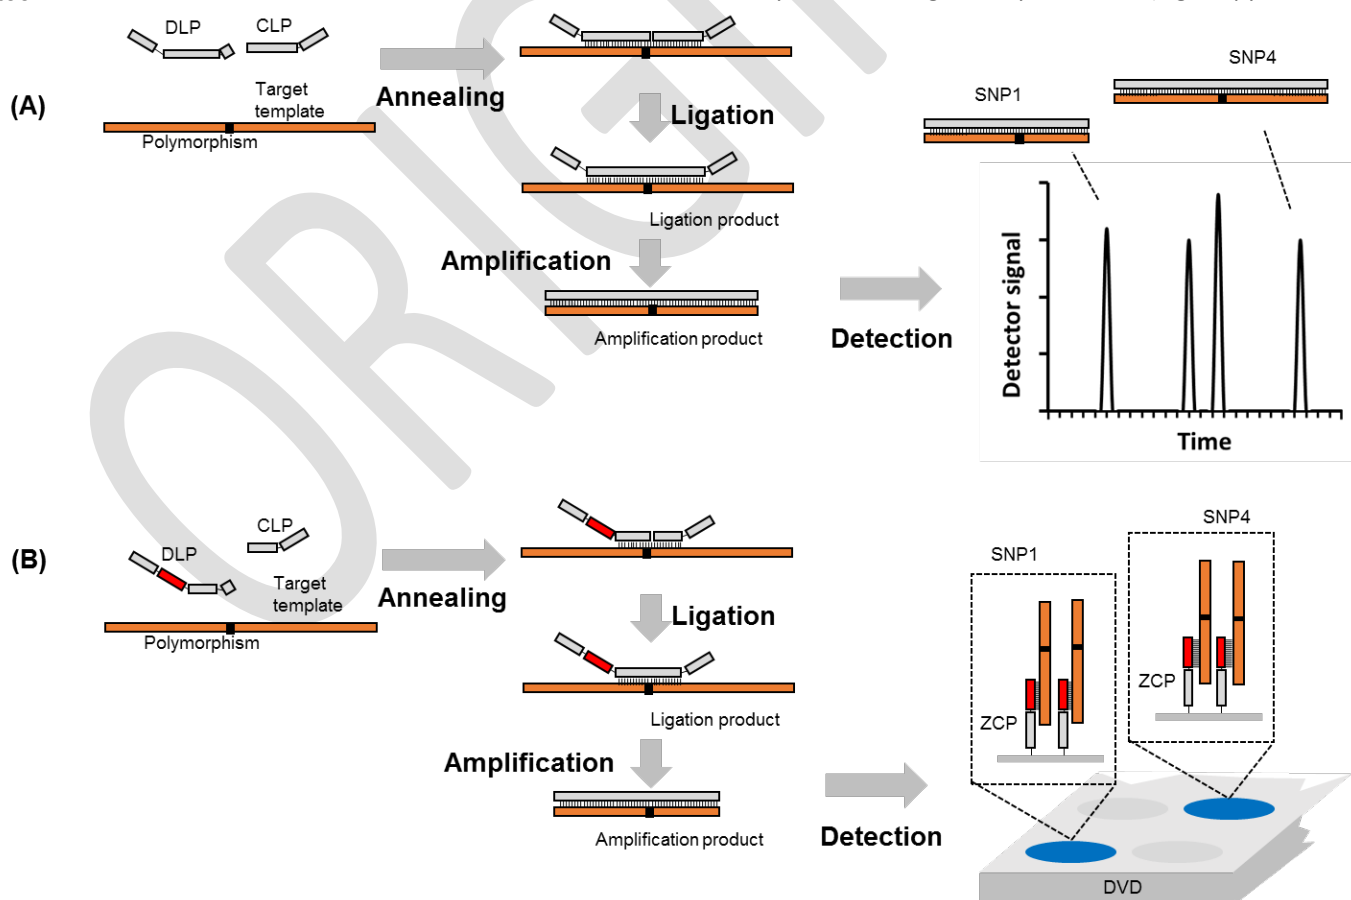 DLP
CLP
(A)
Target
template
Polymorphism
Annealing
Ligation
Ligation product
Amplification
Amplification product
Detection
SNP1
SNP4
Detector signal
Time
(B)
DLP
CLP
Target
template
Polymorphism
Annealing
Ligation
Ligation product
Amplification
Amplification product
Detection
SNP1
SNP4
ZCP
ZCP
DVD